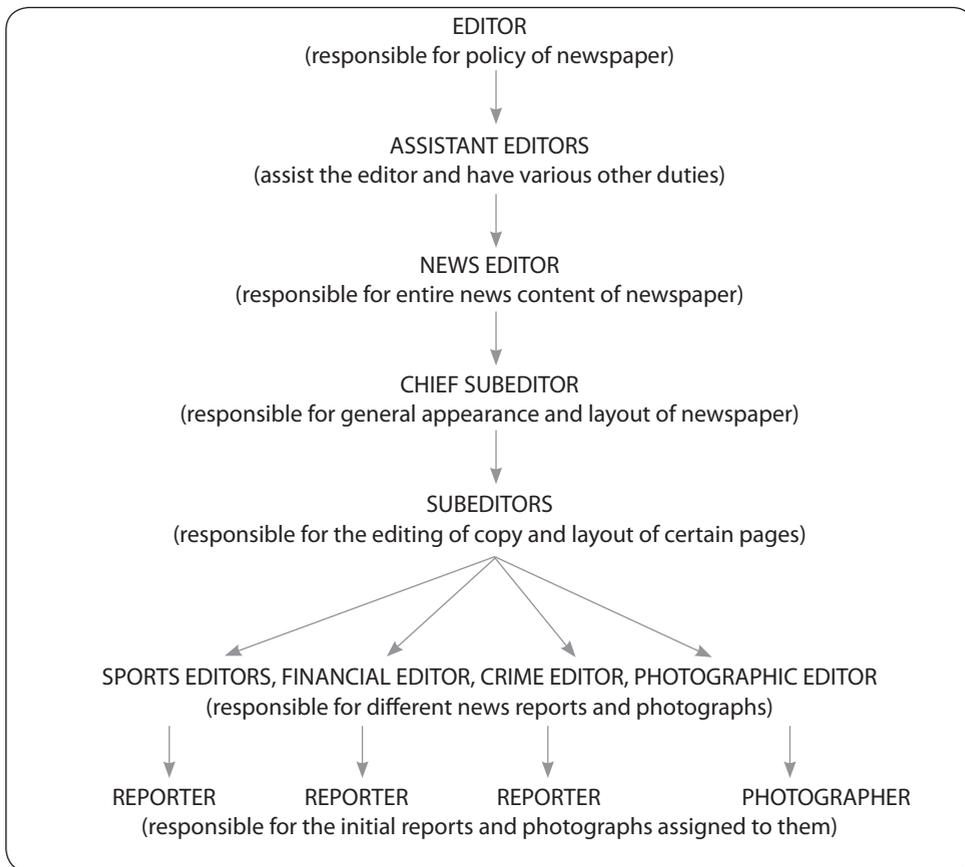 EDITOR
(responsible for policy of newspaper)
ASSISTANT EDITORS
(assist the editor and have various other duties)
NEWS EDITOR
(responsible for entire news content of newspaper)
CHIEF SUBEDITOR
(responsible for general appearance and layout of newspaper)
SUBEDITORS
(responsible for the editing of copy and layout of certain pages)
SPORTS EDITORS, FINANCIAL EDITOR, CRIME EDITOR, PHOTOGRAPHIC EDITOR
(responsible for different news reports and photographs)
REPORTER REPORTER REPORTER PHOTOGRAPHER
(responsible for the initial reports and photographs assigned to them)